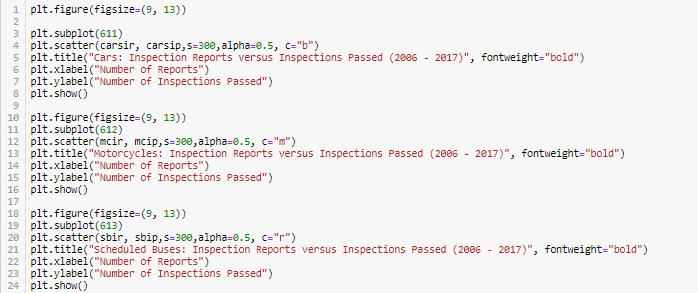 1 plt.figure(figsize=(9, 13))
2
3 plt.subplot(611)
4 plt.scatter(carsir, carsip,s=300,alpha=0.5, c="b")
5 plt.title("Cars: Inspection Reports versus Inspections Passed (2006 - 2017)", fontweight="bold")
6 plt.xlabel("Number of Reports")
7 plt.ylabel("Number of Inspections Passed")
8 plt.show()
9
10 plt.figure(figsize=(9, 13))
11 plt.subplot(612)
12 plt.scatter(mcir, mcip,s=300,alpha=0.5, c="m")
13 plt.title("Motorcycles: Inspection Reports versus Inspections Passed (2006 - 2017)", fontweight="bold")
14 plt.xlabel("Number of Reports")
15 plt.ylabel("Number of Inspections Passed")
16 plt.show()
17
18 plt.figure(figsize=(9, 13))
19 plt.subplot(613)
20 plt.scatter(sbir, sbip,s=300,alpha=0.5, c="r")
21 plt.title("Scheduled Buses: Inspection Reports versus Inspections Passed (2006 - 2017)", fontweight="bold")
22 plt.xlabel("Number of Reports")
23 plt.ylabel("Number of Inspections Passed")
24 plt.show()